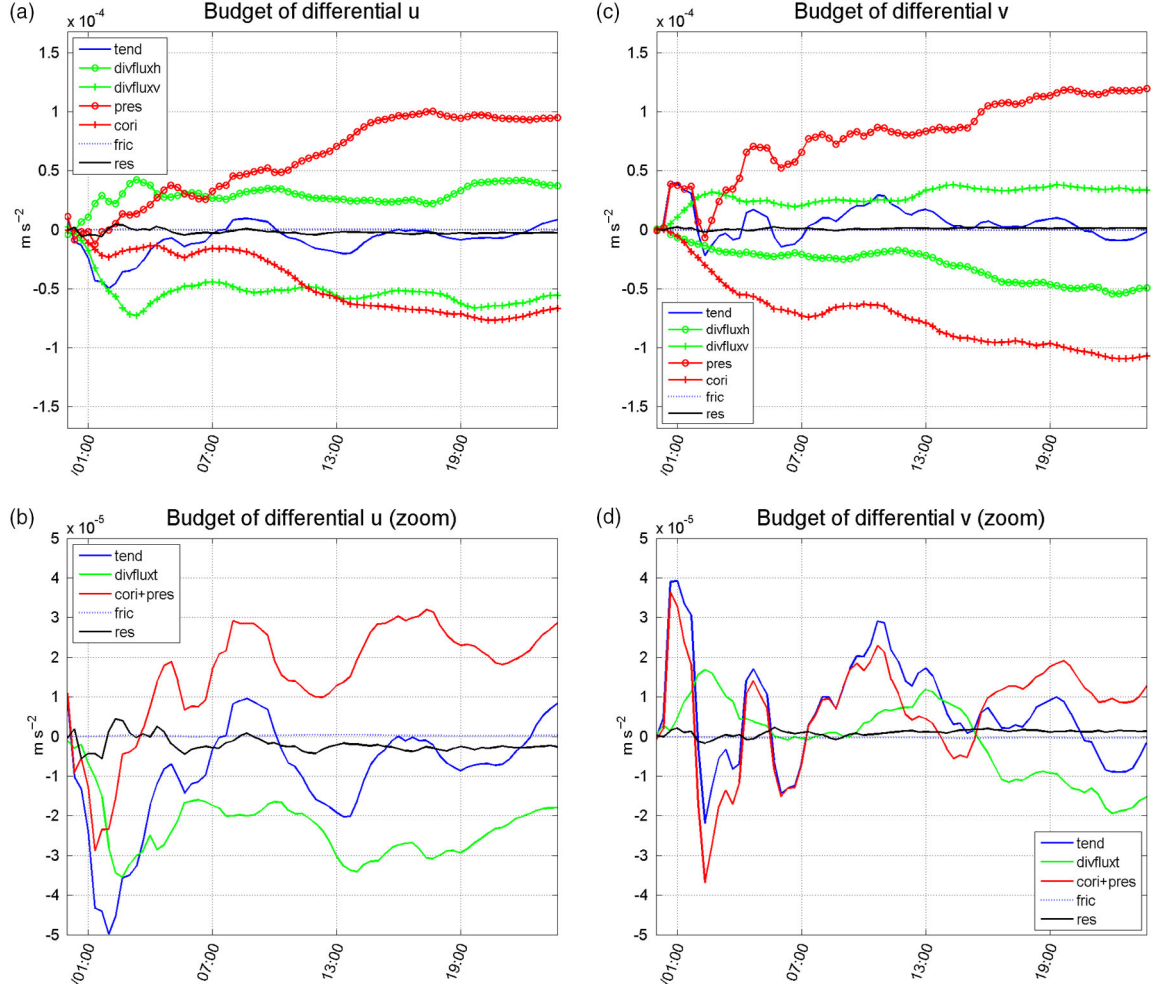 (a)
x 10⁻⁴
Budget of differential u
1.5
1
0.5
0
-0.5
-1
-1.5
m s⁻²
tend
divfluxh
divfluxv
pres
cori
fric
res
/01:00
07:00
13:00
19:00
(c)
x 10⁻⁴
Budget of differential v
1.5
1
0.5
0
-0.5
-1
-1.5
m s⁻²
tend
divfluxh
divfluxv
pres
cori
fric
res
/01:00
07:00
13:00
19:00
(b)
x 10⁻⁵
Budget of differential u (zoom)
5
4
3
2
1
0
-1
-2
-3
-4
-5
m s⁻²
tend
divfluxt
cori+pres
fric
res
/01:00
07:00
13:00
19:00
(d)
x 10⁻⁵
Budget of differential v (zoom)
5
4
3
2
1
0
-1
-2
-3
-4
-5
m s⁻²
tend
divfluxt
cori+pres
fric
res
/01:00
07:00
13:00
19:00